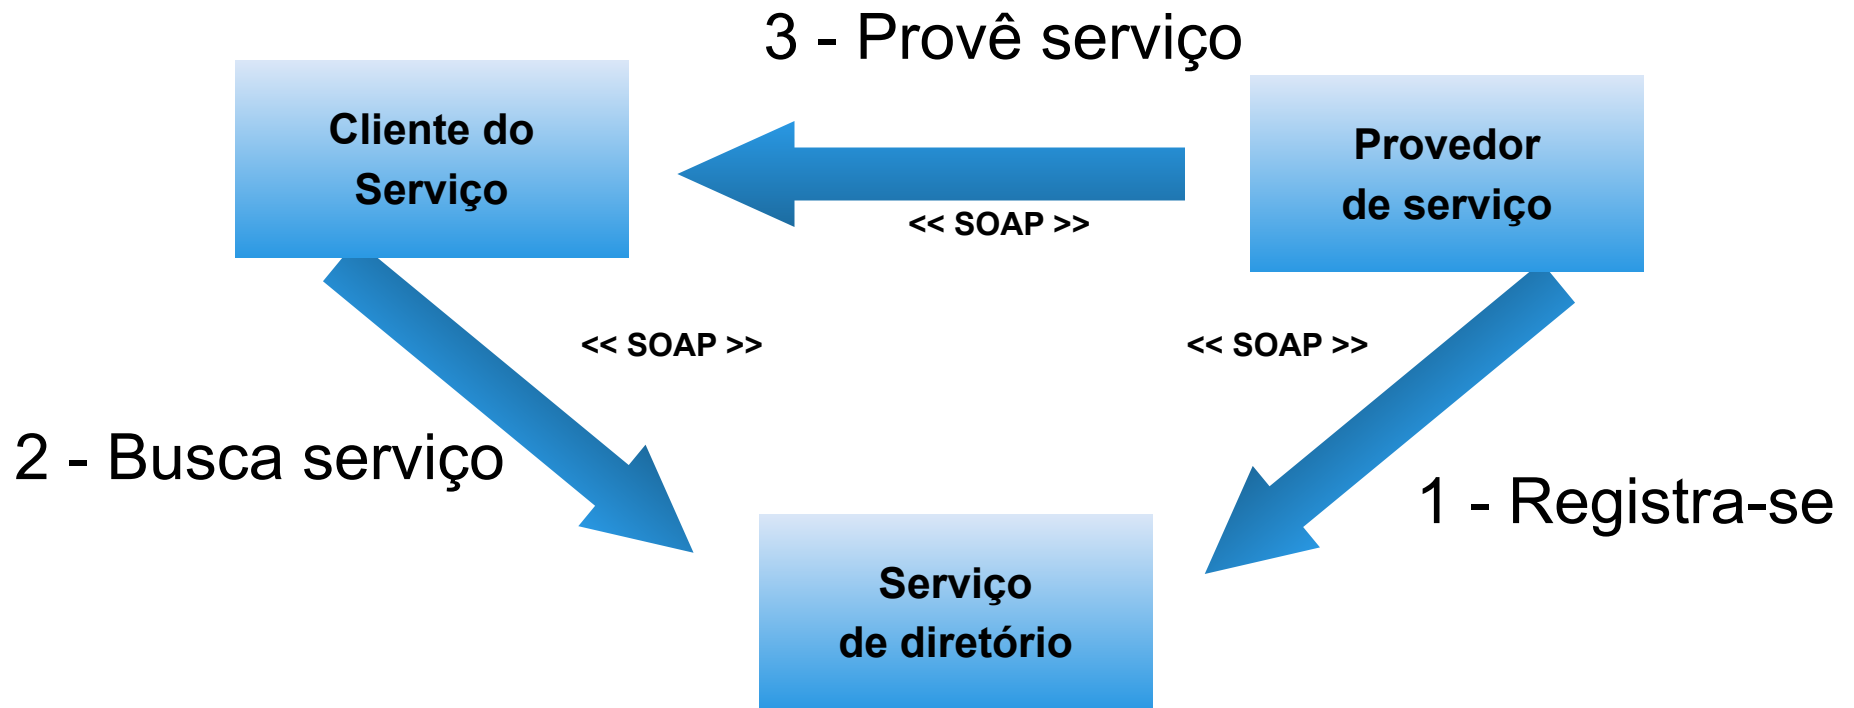 3 - Provê serviço
Cliente do
Serviço
Provedor
de serviço
<< SOAP >>
<< SOAP >>
<< SOAP >>
2 - Busca serviço
1 - Registra-se
Serviço
de diretório